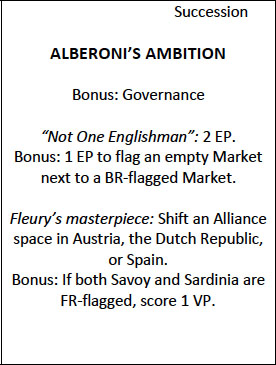 Succession
ALBERONI’S AMBITION
Bonus: Governance
“Not One Englishman”: 2 EP.
Bonus: 1 EP to flag an empty Market
next to a BR-flagged Market.
Fleury’s masterpiece: Shift an Alliance
space in Austria, the Dutch Republic,
or Spain.
Bonus: If both Savoy and Sardinia are
FR-flagged, score 1 VP.